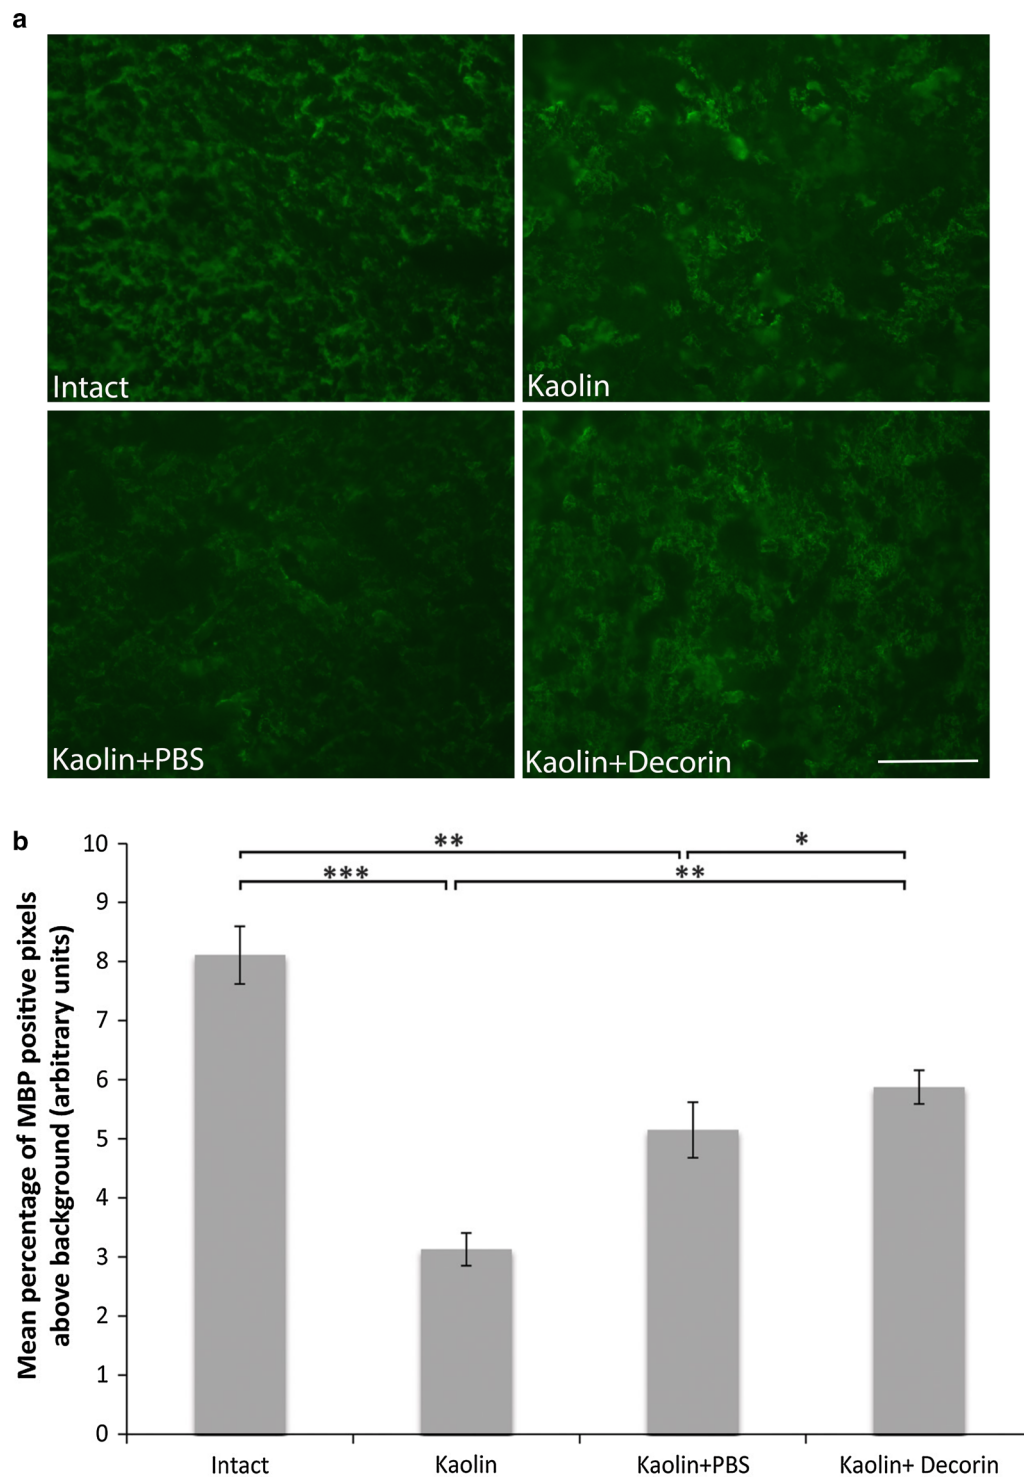 a
Intact
Kaolin
Kaolin+PBS
Kaolin+Decorin
b
Mean percentage of MBP positive pixels
above background (arbitrary units)
10
9
8
7
6
5
4
3
2
1
0
**
*
***
**
Intact
Kaolin
Kaolin+PBS
Kaolin+ Decorin